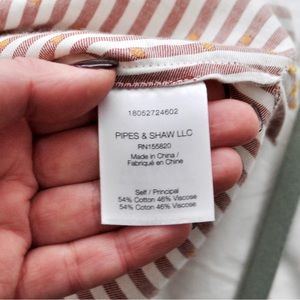 18052724602
PIPES & SHAW LLC
RN155820
Made in China /
Fabriqué en Chine
Self / Principal
54% Cotton 46% Viscose
54% Coton 46% Viscose